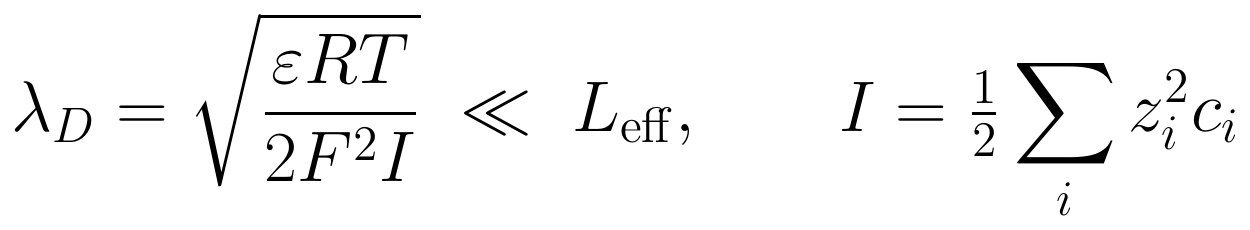 λ_D = √(εRT / 2F²I) ≪ L_eff,    I = ½ ∑_i z_i² c_i